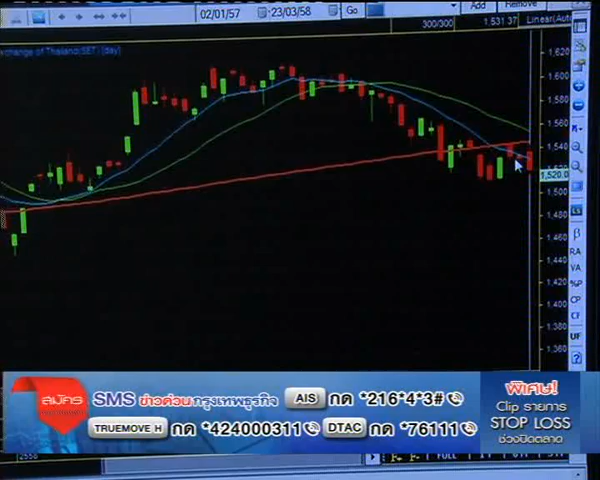 02/01/57 23/03/58 Go Add Remove
300/300 1,531.37 Linear(Auto
xchange of Thailand(SET) [day]
1,620
1,600
1,580
1,560
1,540
1,520.0
1,500
1,480
1,460
1,440
1,420
1,400
1,380
1,360
β
RA
VA
%P
CP
CF
UF
สมัคร SMS ข่าวด่วน กรุงเทพธุรกิจ AIS กด *216*4*3#
TRUEMOVE H กด *424000311 DTAC กด *76111
พิเศษ!
Clip รายการ
STOP LOSS
ช่วงปิดตลาด
2558
FULL